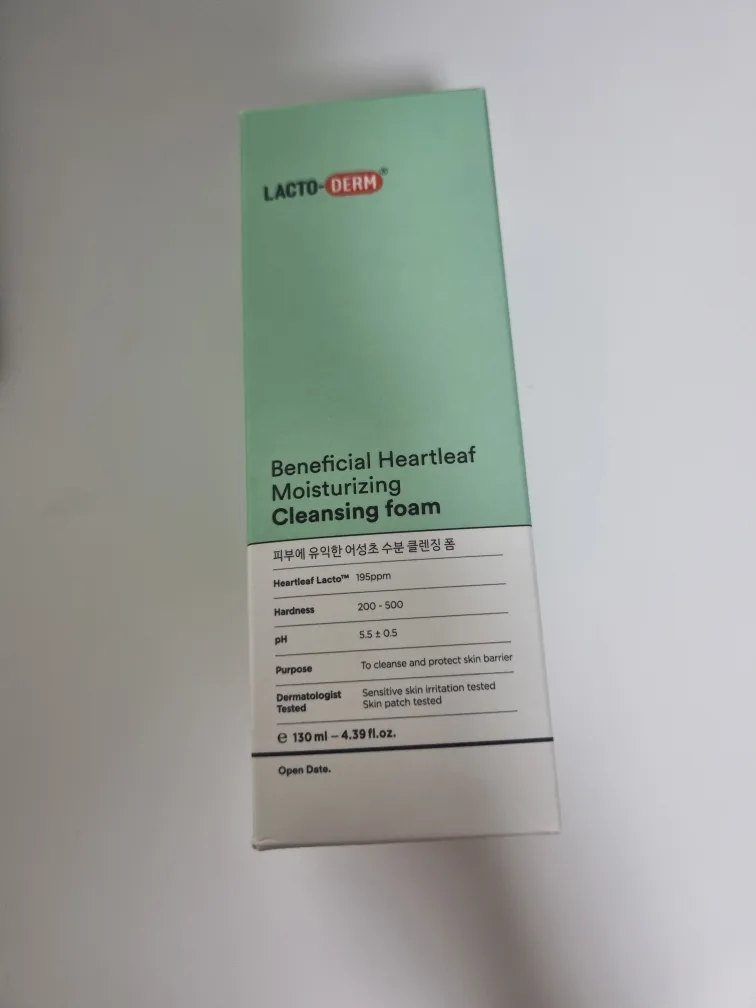 LACTO-DERM®
Beneficial Heartleaf
Moisturizing
Cleansing foam
피부에 유익한 어성초 수분 클렌징 폼
Heartleaf Lacto™ 195ppm
Hardness 200 - 500
pH 5.5 ± 0.5
Purpose To cleanse and protect skin barrier
Dermatologist Sensitive skin irritation tested
Tested Skin patch tested
℮ 130 ml – 4.39 fl.oz.
Open Date.